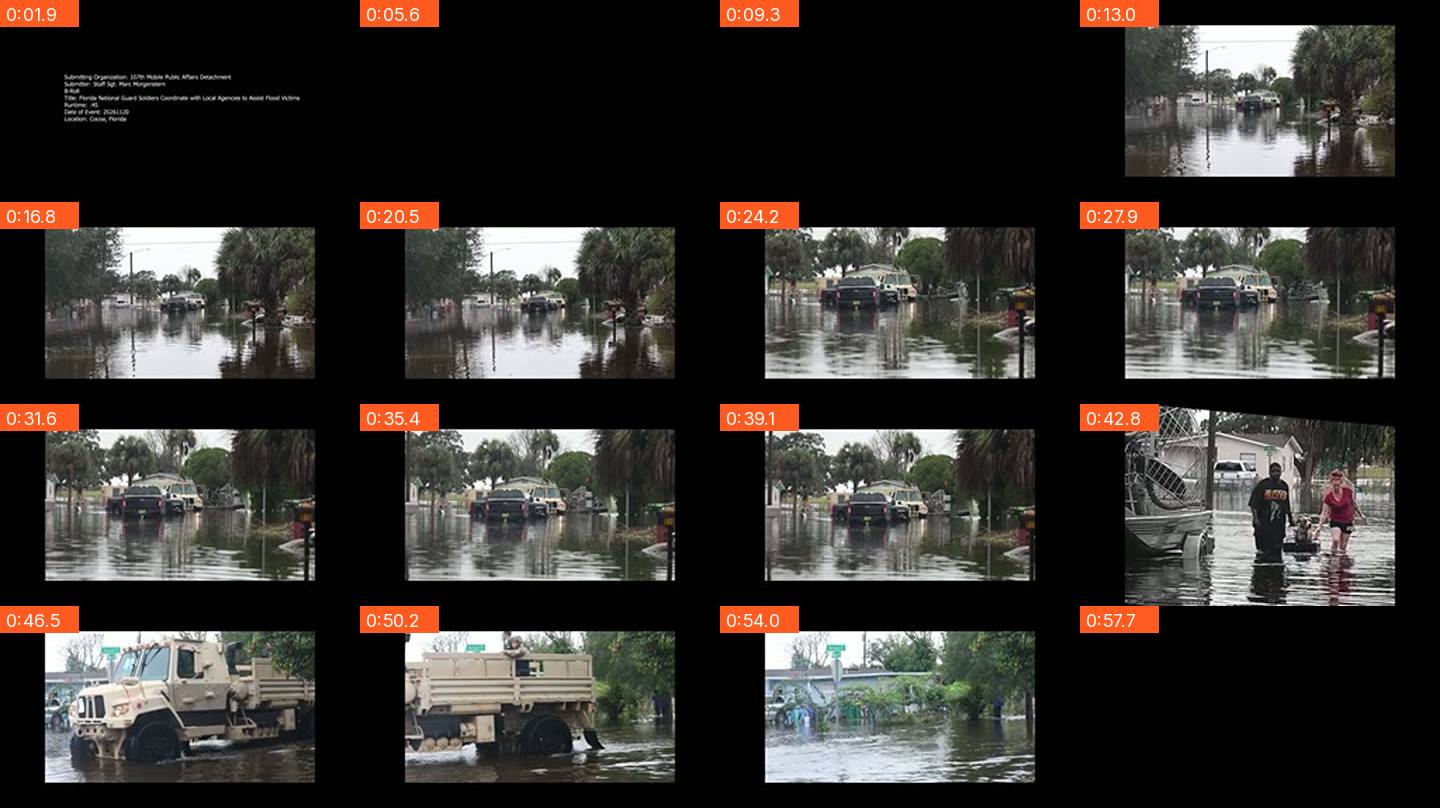 0:01.9
0:05.6
0:09.3
0:13.0
Submitting Organization: 107th Mobile Public Affairs Detachment
Submitter: Staff Sgt. Marc Morgenstern
B-Roll
Title: Florida National Guard Soldiers Coordinate with Local Agencies to Assist Flood Victims
Runtime: :45
Date of Event: 20261120
Location: Cocoa, Florida
0:16.8
0:20.5
0:24.2
0:27.9
0:31.6
0:35.4
0:39.1
0:42.8
0:46.5
0:50.2
0:54.0
0:57.7